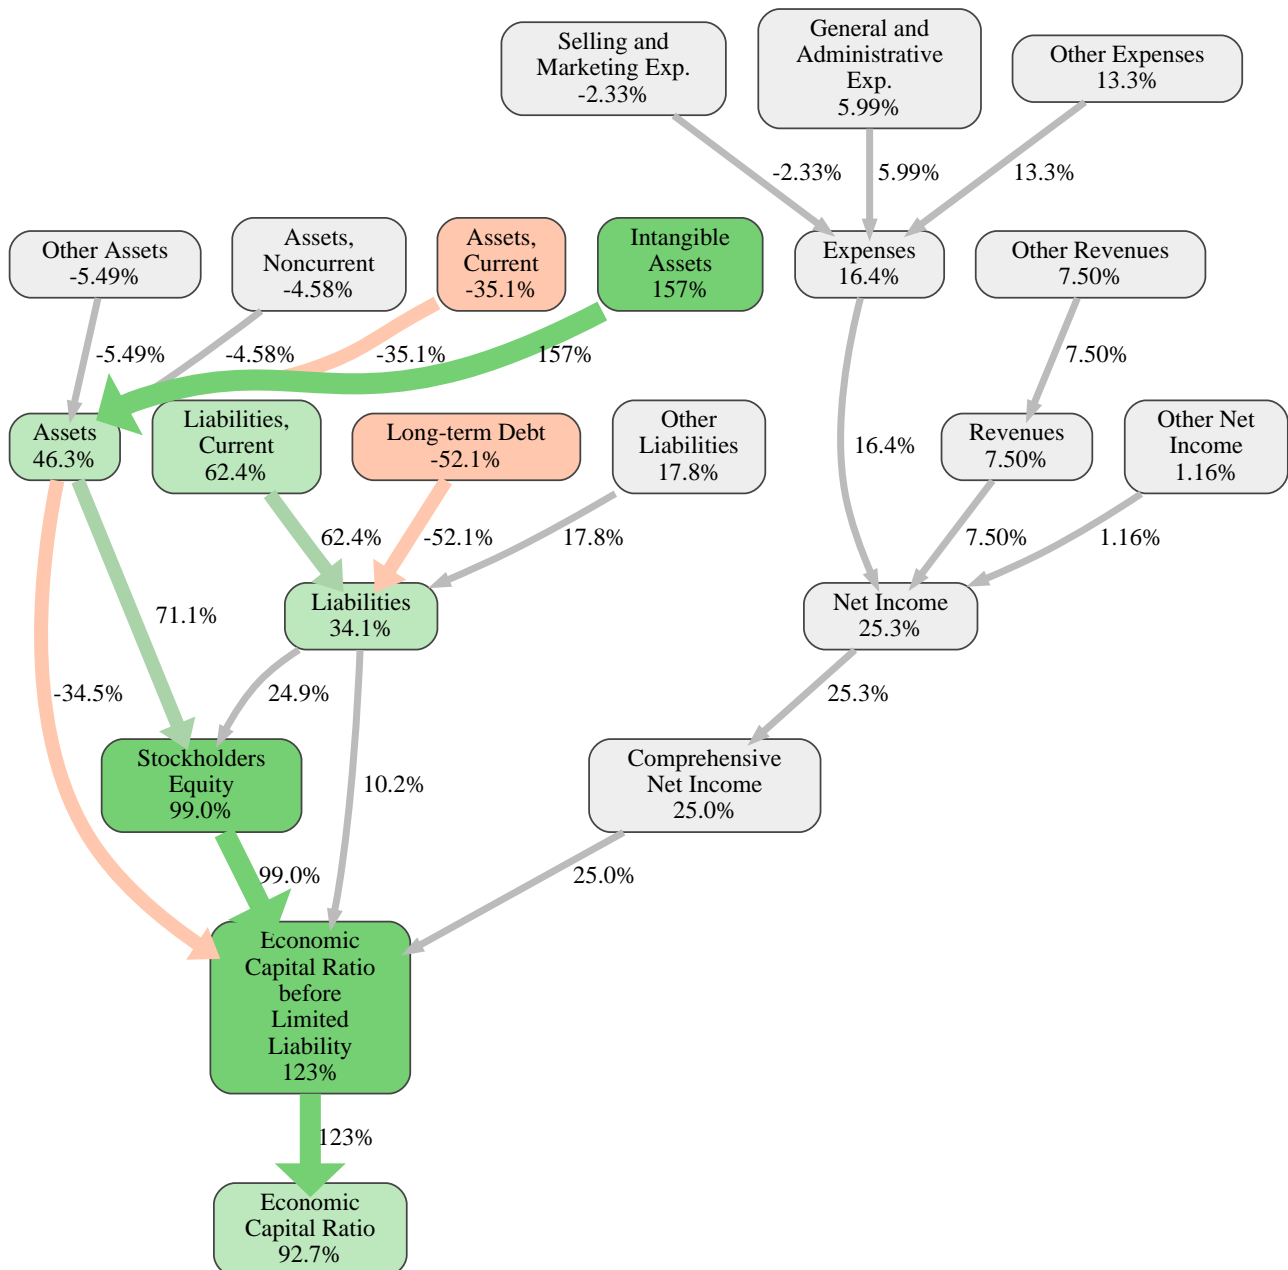 Selling and
Marketing Exp.
-2.33%
General and
Administrative
Exp.
5.99%
Other Expenses
13.3%
-2.33%
5.99%
13.3%
Other Assets
-5.49%
Assets,
Noncurrent
-4.58%
Assets,
Current
-35.1%
Intangible
Assets
157%
Expenses
16.4%
Other Revenues
7.50%
-5.49%
-4.58%
-35.1%
157%
7.50%
Assets
46.3%
Liabilities,
Current
62.4%
Long-term Debt
-52.1%
Other
Liabilities
17.8%
16.4%
Revenues
7.50%
Other Net
Income
1.16%
62.4%
-52.1%
17.8%
7.50%
1.16%
71.1%
Liabilities
34.1%
Net Income
25.3%
-34.5%
24.9%
25.3%
Stockholders
Equity
99.0%
10.2%
Comprehensive
Net Income
25.0%
99.0%
25.0%
Economic
Capital Ratio
before
Limited
Liability
123%
123%
Economic
Capital Ratio
92.7%